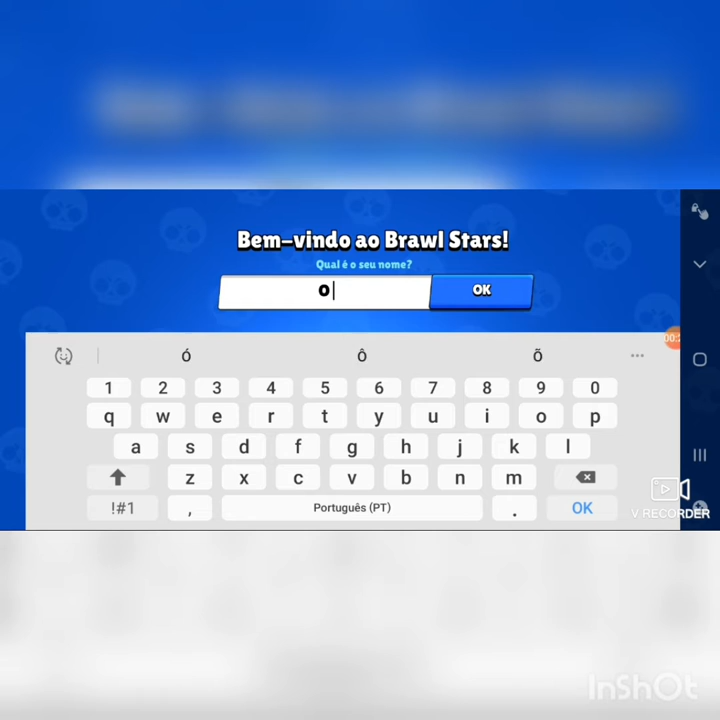 Bem-vindo ao Brawl Stars!
Qual é o seu nome?
o
OK
ó ô õ ...
1 2 3 4 5 6 7 8 9 0
q w e r t y u i o p
a s d f g h j k l
z x c v b n m
!#1 , Português (PT) . OK
V RECORDER
InShOt